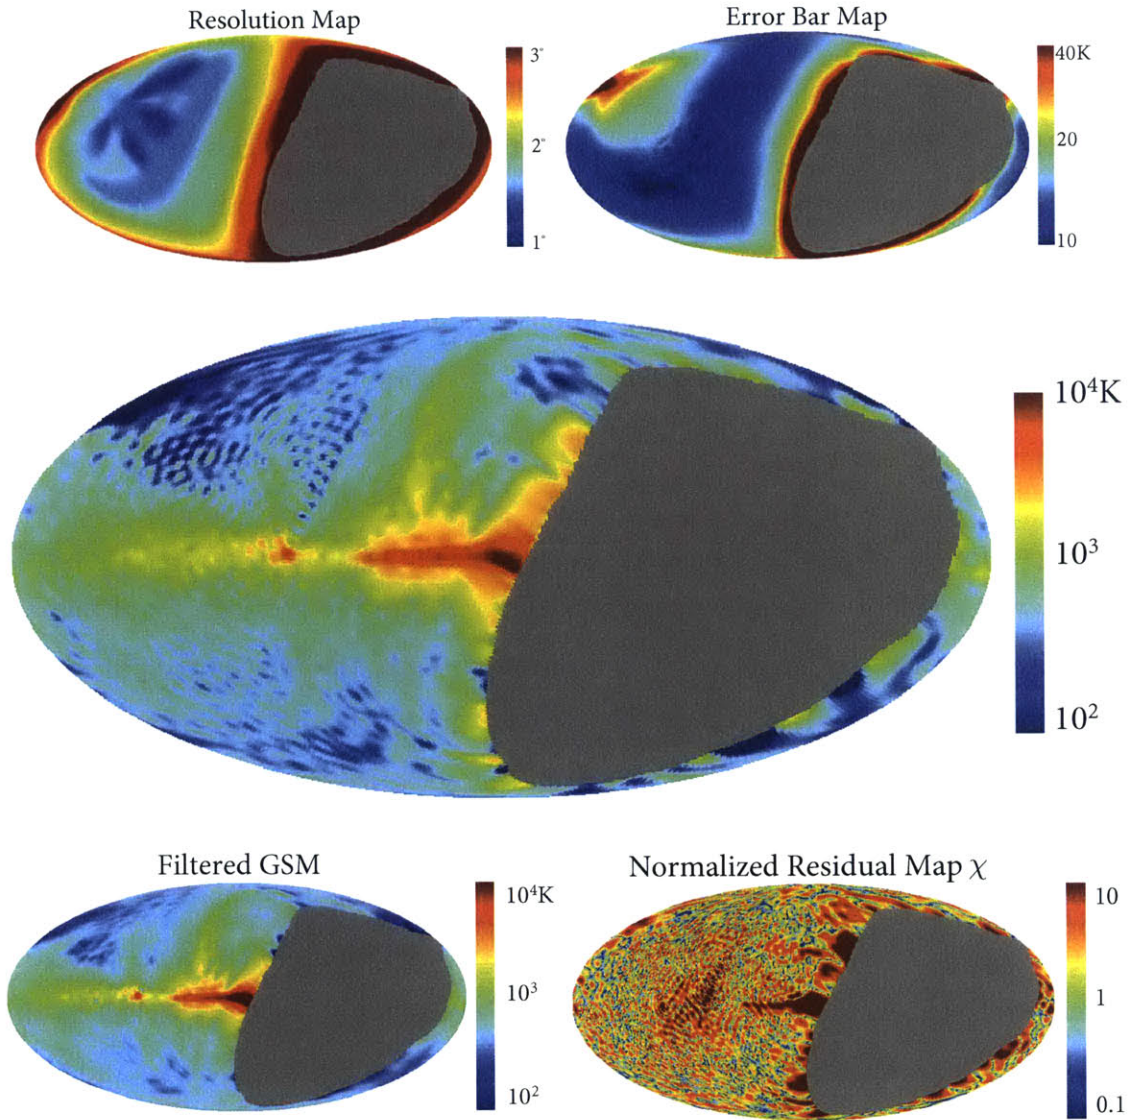 Resolution Map
Error Bar Map
3°
2°
1°
40K
20
10
10⁴K
10³
10²
Filtered GSM
10⁴K
10³
10²
Normalized Residual Map χ
10
1
0.1